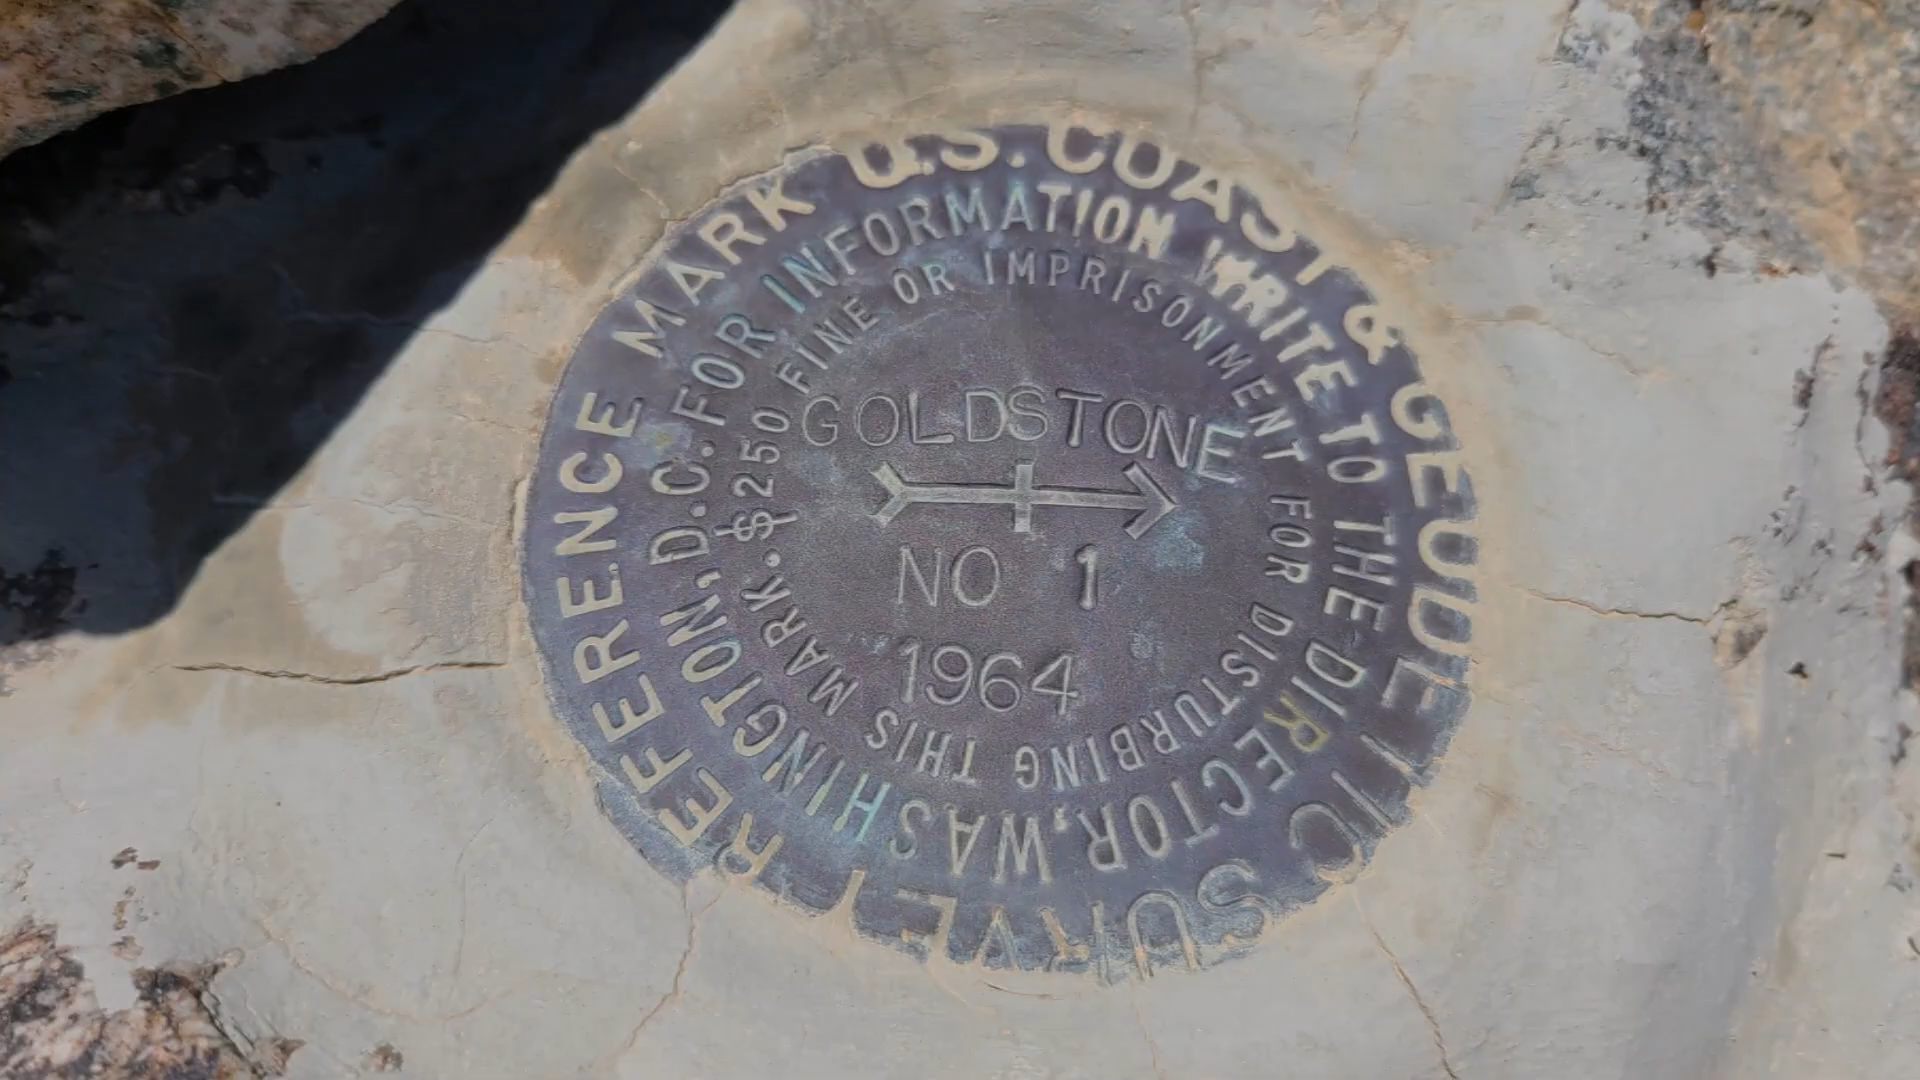 U.S. COAST & GEODETIC SURVEY
REFERENCE MARK
FOR INFORMATION WRITE TO THE DIRECTOR, WASHINGTON, D.C.
$250 FINE OR IMPRISONMENT FOR DISTURBING THIS MARK.
GOLDSTONE
NO 1
1964